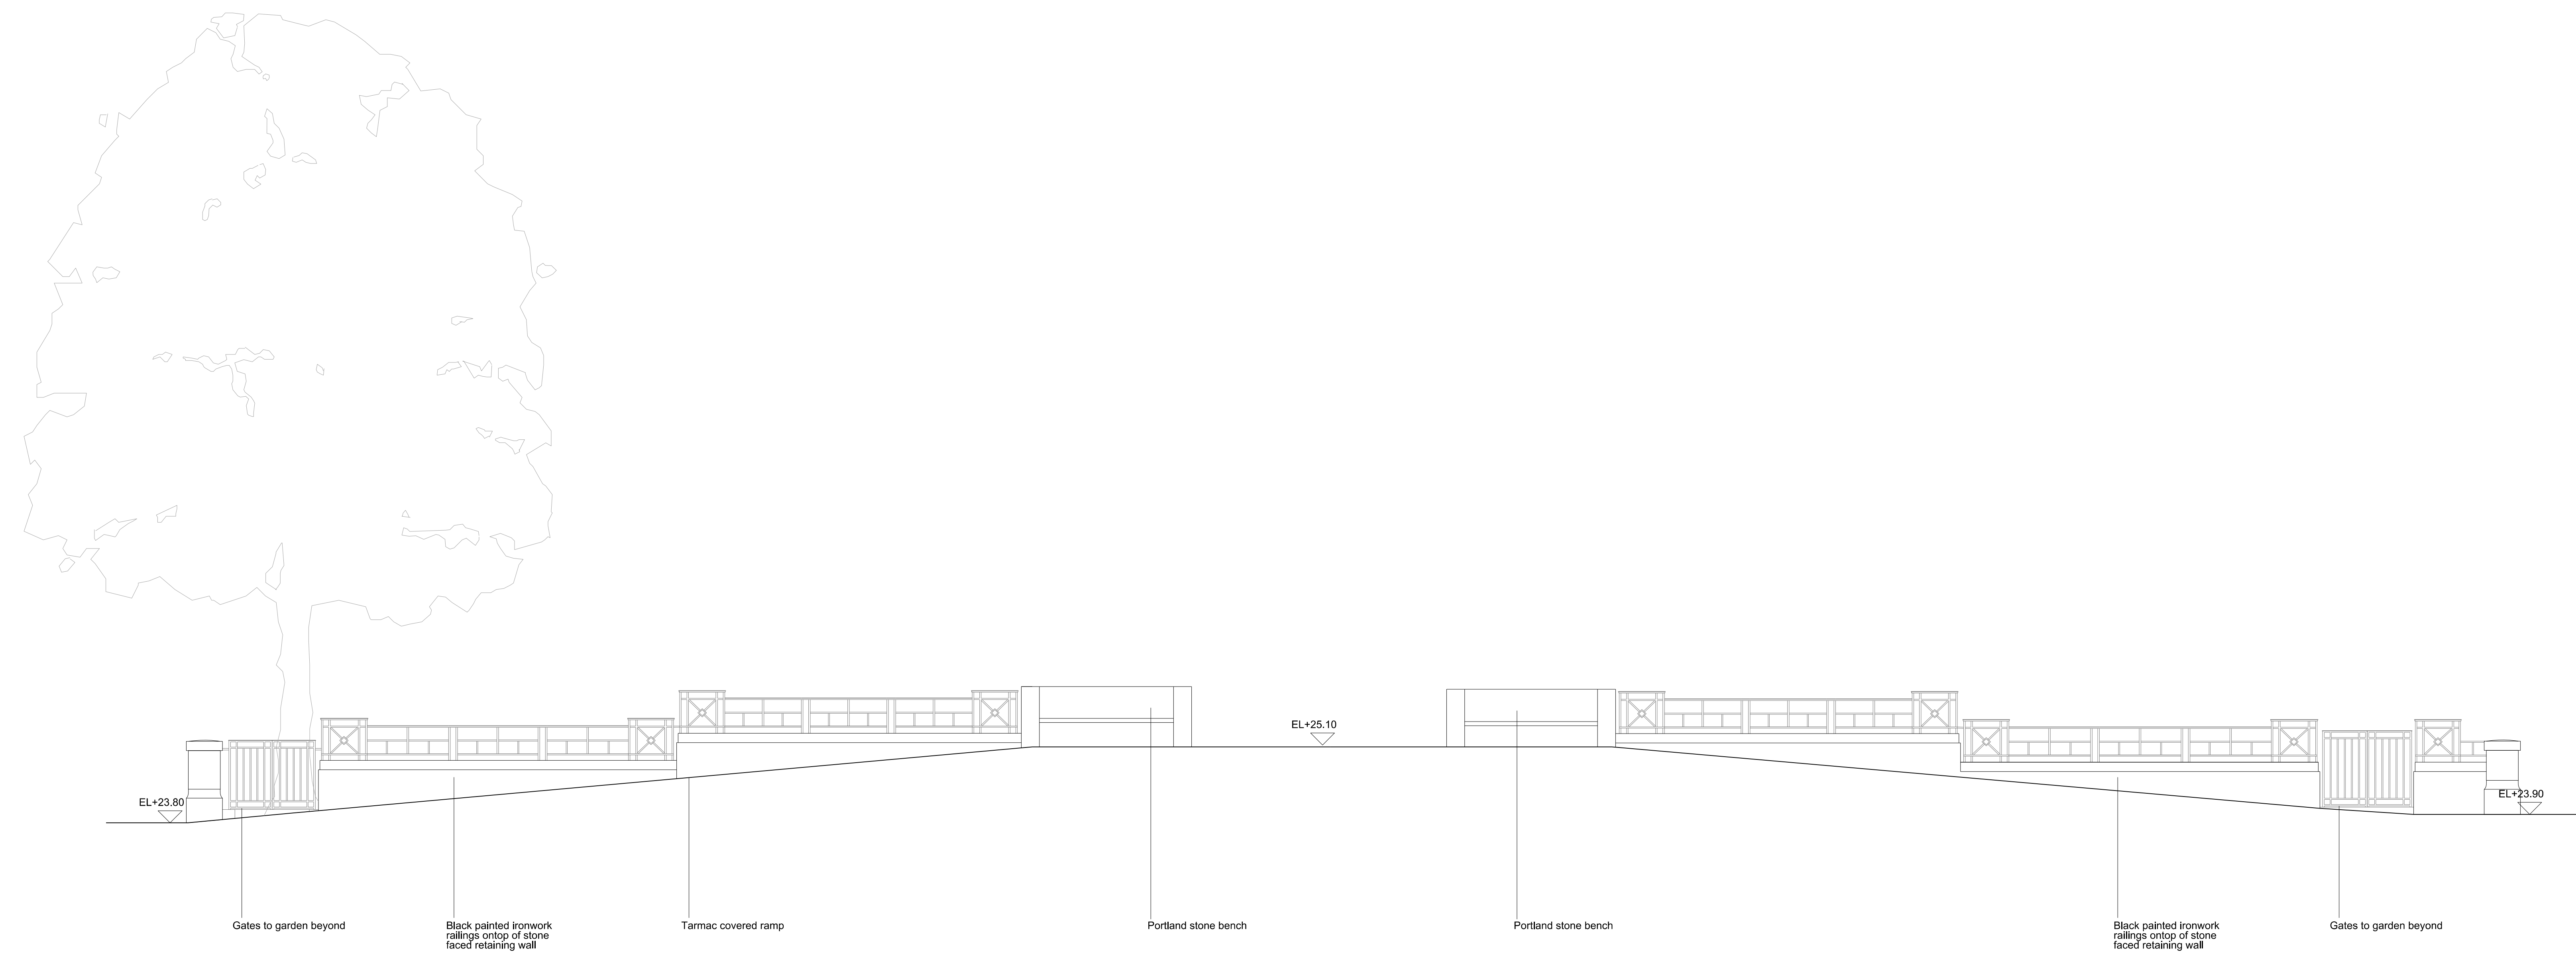 EL+25.10
EL+23.80
EL+23.90
Gates to garden beyond
Black painted ironwork
railings ontop of stone
faced retaining wall
Tarmac covered ramp
Portland stone bench
Portland stone bench
Black painted ironwork
railings ontop of stone
faced retaining wall
Gates to garden beyond